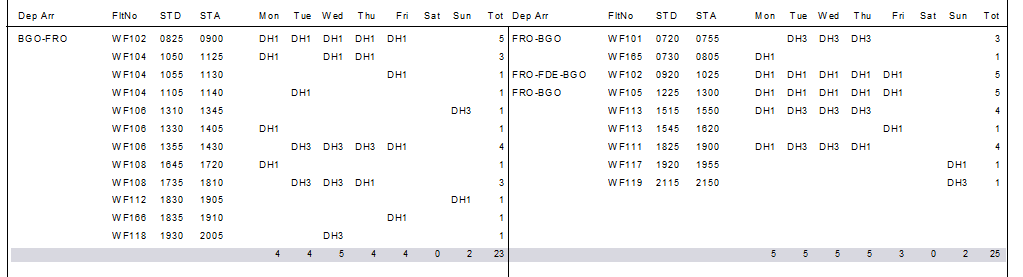 Dep Arr FltNo STD STA Mon Tue Wed Thu Fri Sat Sun Tot Dep Arr FltNo STD STA Mon Tue Wed Thu Fri Sat Sun Tot
BGO-FRO WF102 0825 0900 DH1 DH1 DH1 DH1 DH1 5 FRO-BGO WF101 0720 0755 DH3 DH3 DH3 3
WF104 1050 1125 DH1 DH1 DH1 3 WF165 0730 0805 DH1 1
WF104 1055 1130 DH1 1 FRO-FDE-BGO WF102 0920 1025 DH1 DH1 DH1 DH1 DH1 5
WF104 1105 1140 DH1 1 FRO-BGO WF105 1225 1300 DH1 DH1 DH1 DH1 DH1 5
WF106 1310 1345 DH3 1 WF113 1515 1550 DH1 DH3 DH3 DH3 4
WF106 1330 1405 DH1 1 WF113 1545 1620 DH1 1
WF106 1355 1430 DH3 DH3 DH3 DH1 4 WF111 1825 1900 DH1 DH3 DH3 DH1 4
WF108 1645 1720 DH1 1 WF117 1920 1955 DH1 1
WF108 1735 1810 DH3 DH3 DH1 3 WF119 2115 2150 DH3 1
WF112 1830 1905 DH1 1
WF166 1835 1910 DH1 1
WF118 1930 2005 DH3 1
4 4 5 4 4 0 2 23 5 5 5 5 3 0 2 25